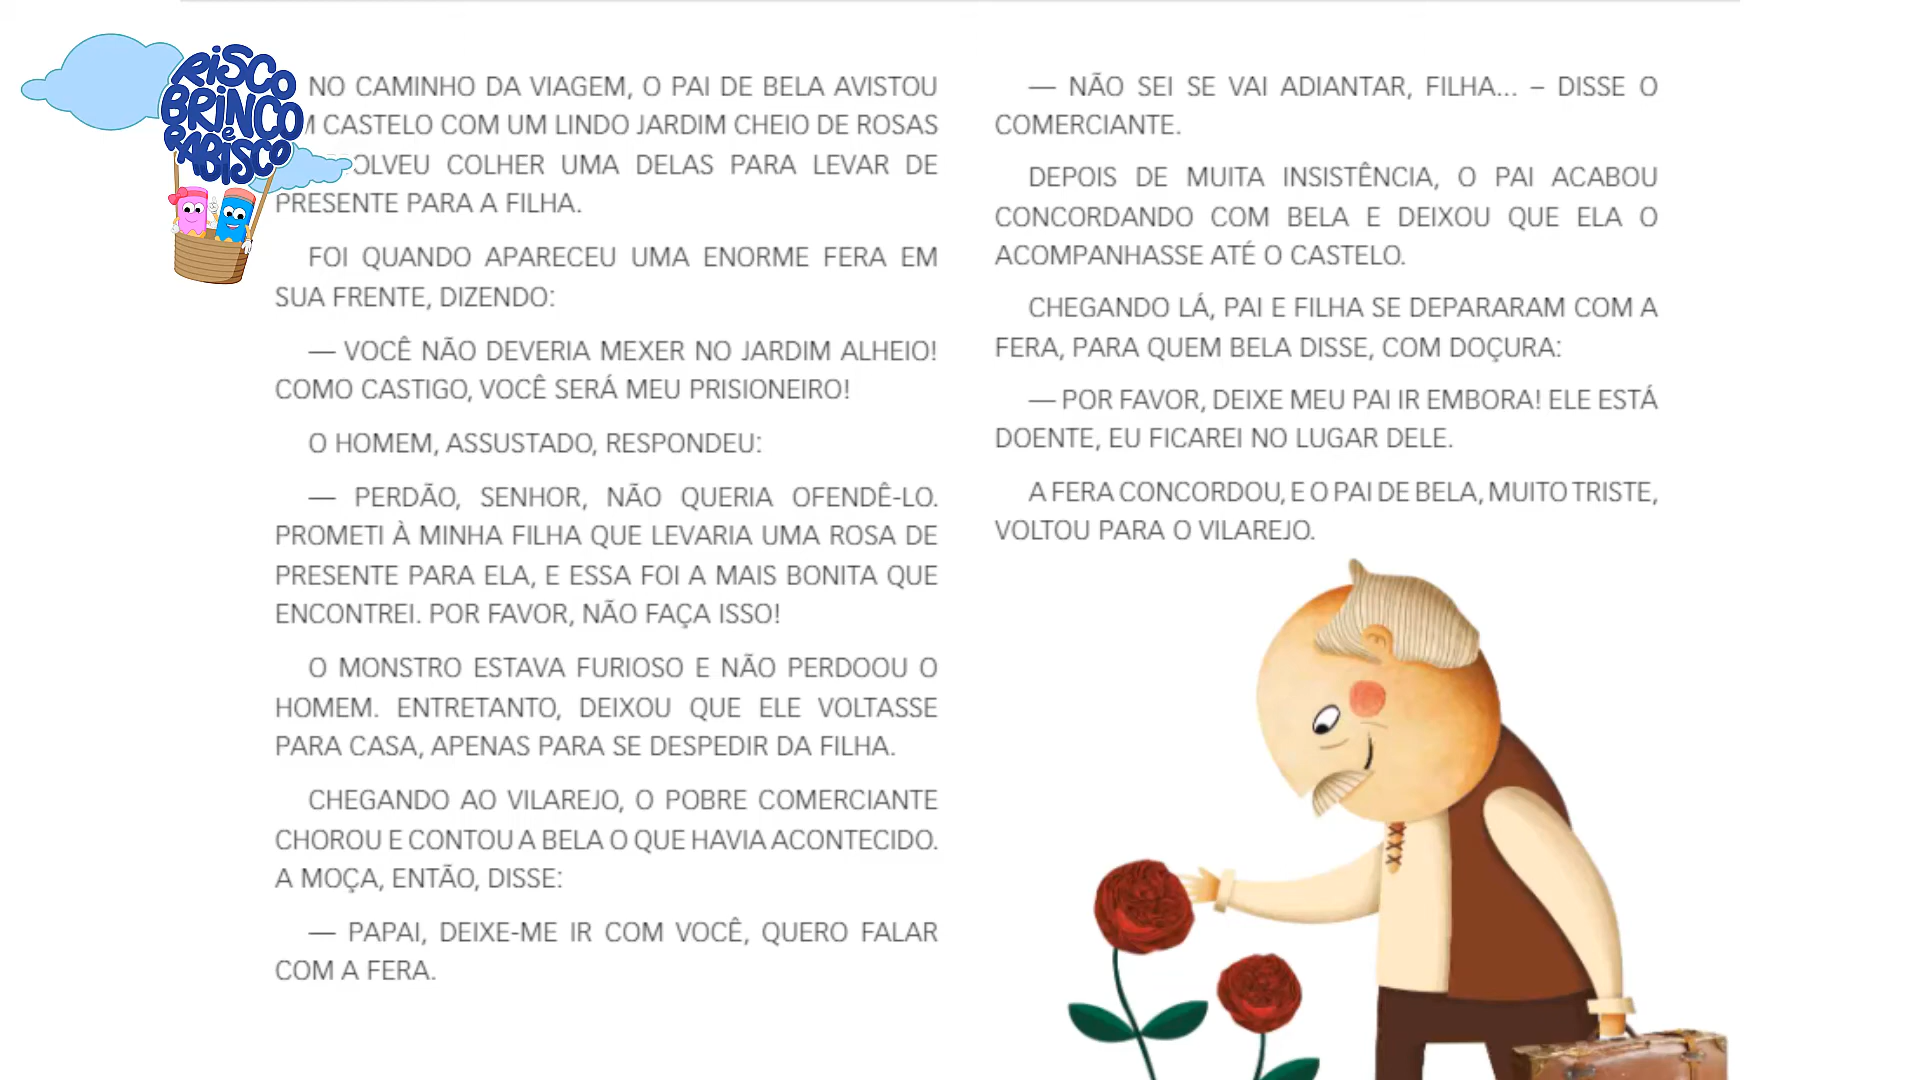 RISCO
BRINCO
e
RABISCO
NO CAMINHO DA VIAGEM, O PAI DE BELA AVISTOU
CASTELO COM UM LINDO JARDIM CHEIO DE ROSAS
COLHER UMA DELAS PARA LEVAR DE
PRESENTE PARA A FILHA.
FOI QUANDO APARECEU UMA ENORME FERA EM
SUA FRENTE, DIZENDO:
— VOCÊ NÃO DEVERIA MEXER NO JARDIM ALHEIO!
COMO CASTIGO, VOCÊ SERÁ MEU PRISIONEIRO!
O HOMEM, ASSUSTADO, RESPONDEU:
— PERDÃO, SENHOR, NÃO QUERIA OFENDÊ-LO.
PROMETI À MINHA FILHA QUE LEVARIA UMA ROSA DE
PRESENTE PARA ELA, E ESSA FOI A MAIS BONITA QUE
ENCONTREI. POR FAVOR, NÃO FAÇA ISSO!
O MONSTRO ESTAVA FURIOSO E NÃO PERDOOU O
HOMEM. ENTRETANTO, DEIXOU QUE ELE VOLTASSE
PARA CASA, APENAS PARA SE DESPEDIR DA FILHA.
CHEGANDO AO VILAREJO, O POBRE COMERCIANTE
CHOROU E CONTOU A BELA O QUE HAVIA ACONTECIDO.
A MOÇA, ENTÃO, DISSE:
— PAPAI, DEIXE-ME IR COM VOCÊ, QUERO FALAR
COM A FERA.
— NÃO SEI SE VAI ADIANTAR, FILHA... – DISSE O
COMERCIANTE.
DEPOIS DE MUITA INSISTÊNCIA, O PAI ACABOU
CONCORDANDO COM BELA E DEIXOU QUE ELA O
ACOMPANHASSE ATÉ O CASTELO.
CHEGANDO LÁ, PAI E FILHA SE DEPARARAM COM A
FERA, PARA QUEM BELA DISSE, COM DOÇURA:
— POR FAVOR, DEIXE MEU PAI IR EMBORA! ELE ESTÁ
DOENTE, EU FICAREI NO LUGAR DELE.
A FERA CONCORDOU, E O PAI DE BELA, MUITO TRISTE,
VOLTOU PARA O VILAREJO.